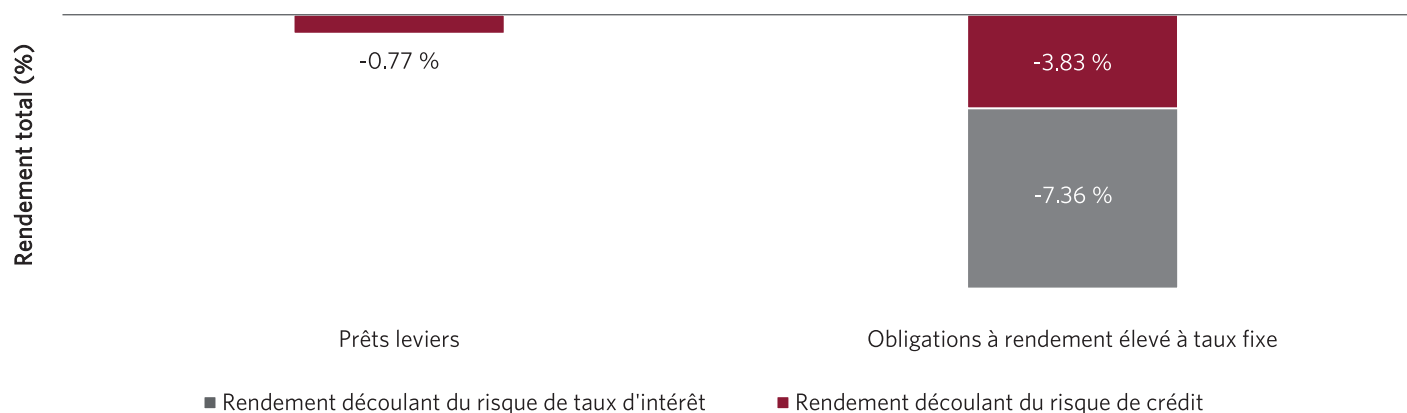 Rendement total (%)
-0.77 %
-3.83 %
-7.36 %
Prêts leviers
Obligations à rendement élevé à taux fixe
Rendement découlant du risque de taux d'intérêt
Rendement découlant du risque de crédit